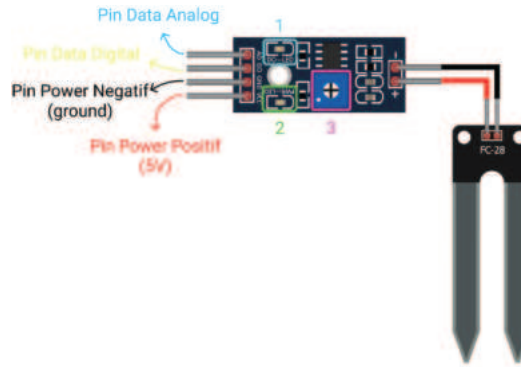 Pin Data Analog
Pin Data Digital
Pin Power Negatif
(ground)
Pin Power Positif
(5V)
1
2
3
-
+
FC-28